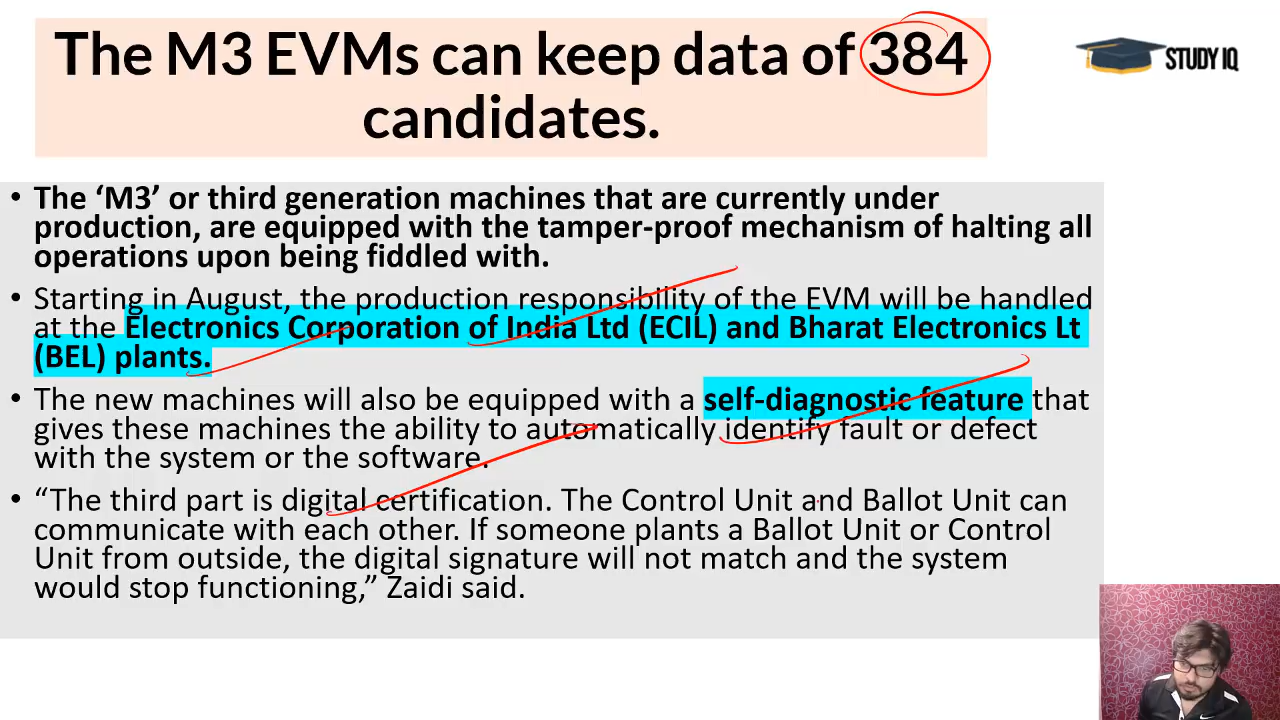 The M3 EVMs can keep data of 384
candidates.
STUDY IQ
• The ‘M3’ or third generation machines that are currently under
production, are equipped with the tamper-proof mechanism of halting all
operations upon being fiddled with.
• Starting in August, the production responsibility of the EVM will be handled
at the Electronics Corporation of India Ltd (ECIL) and Bharat Electronics Lt
(BEL) plants.
• The new machines will also be equipped with a self-diagnostic feature that
gives these machines the ability to automatically identify fault or defect
with the system or the software.
• “The third part is digital certification. The Control Unit and Ballot Unit can
communicate with each other. If someone plants a Ballot Unit or Control
Unit from outside, the digital signature will not match and the system
would stop functioning,” Zaidi said.